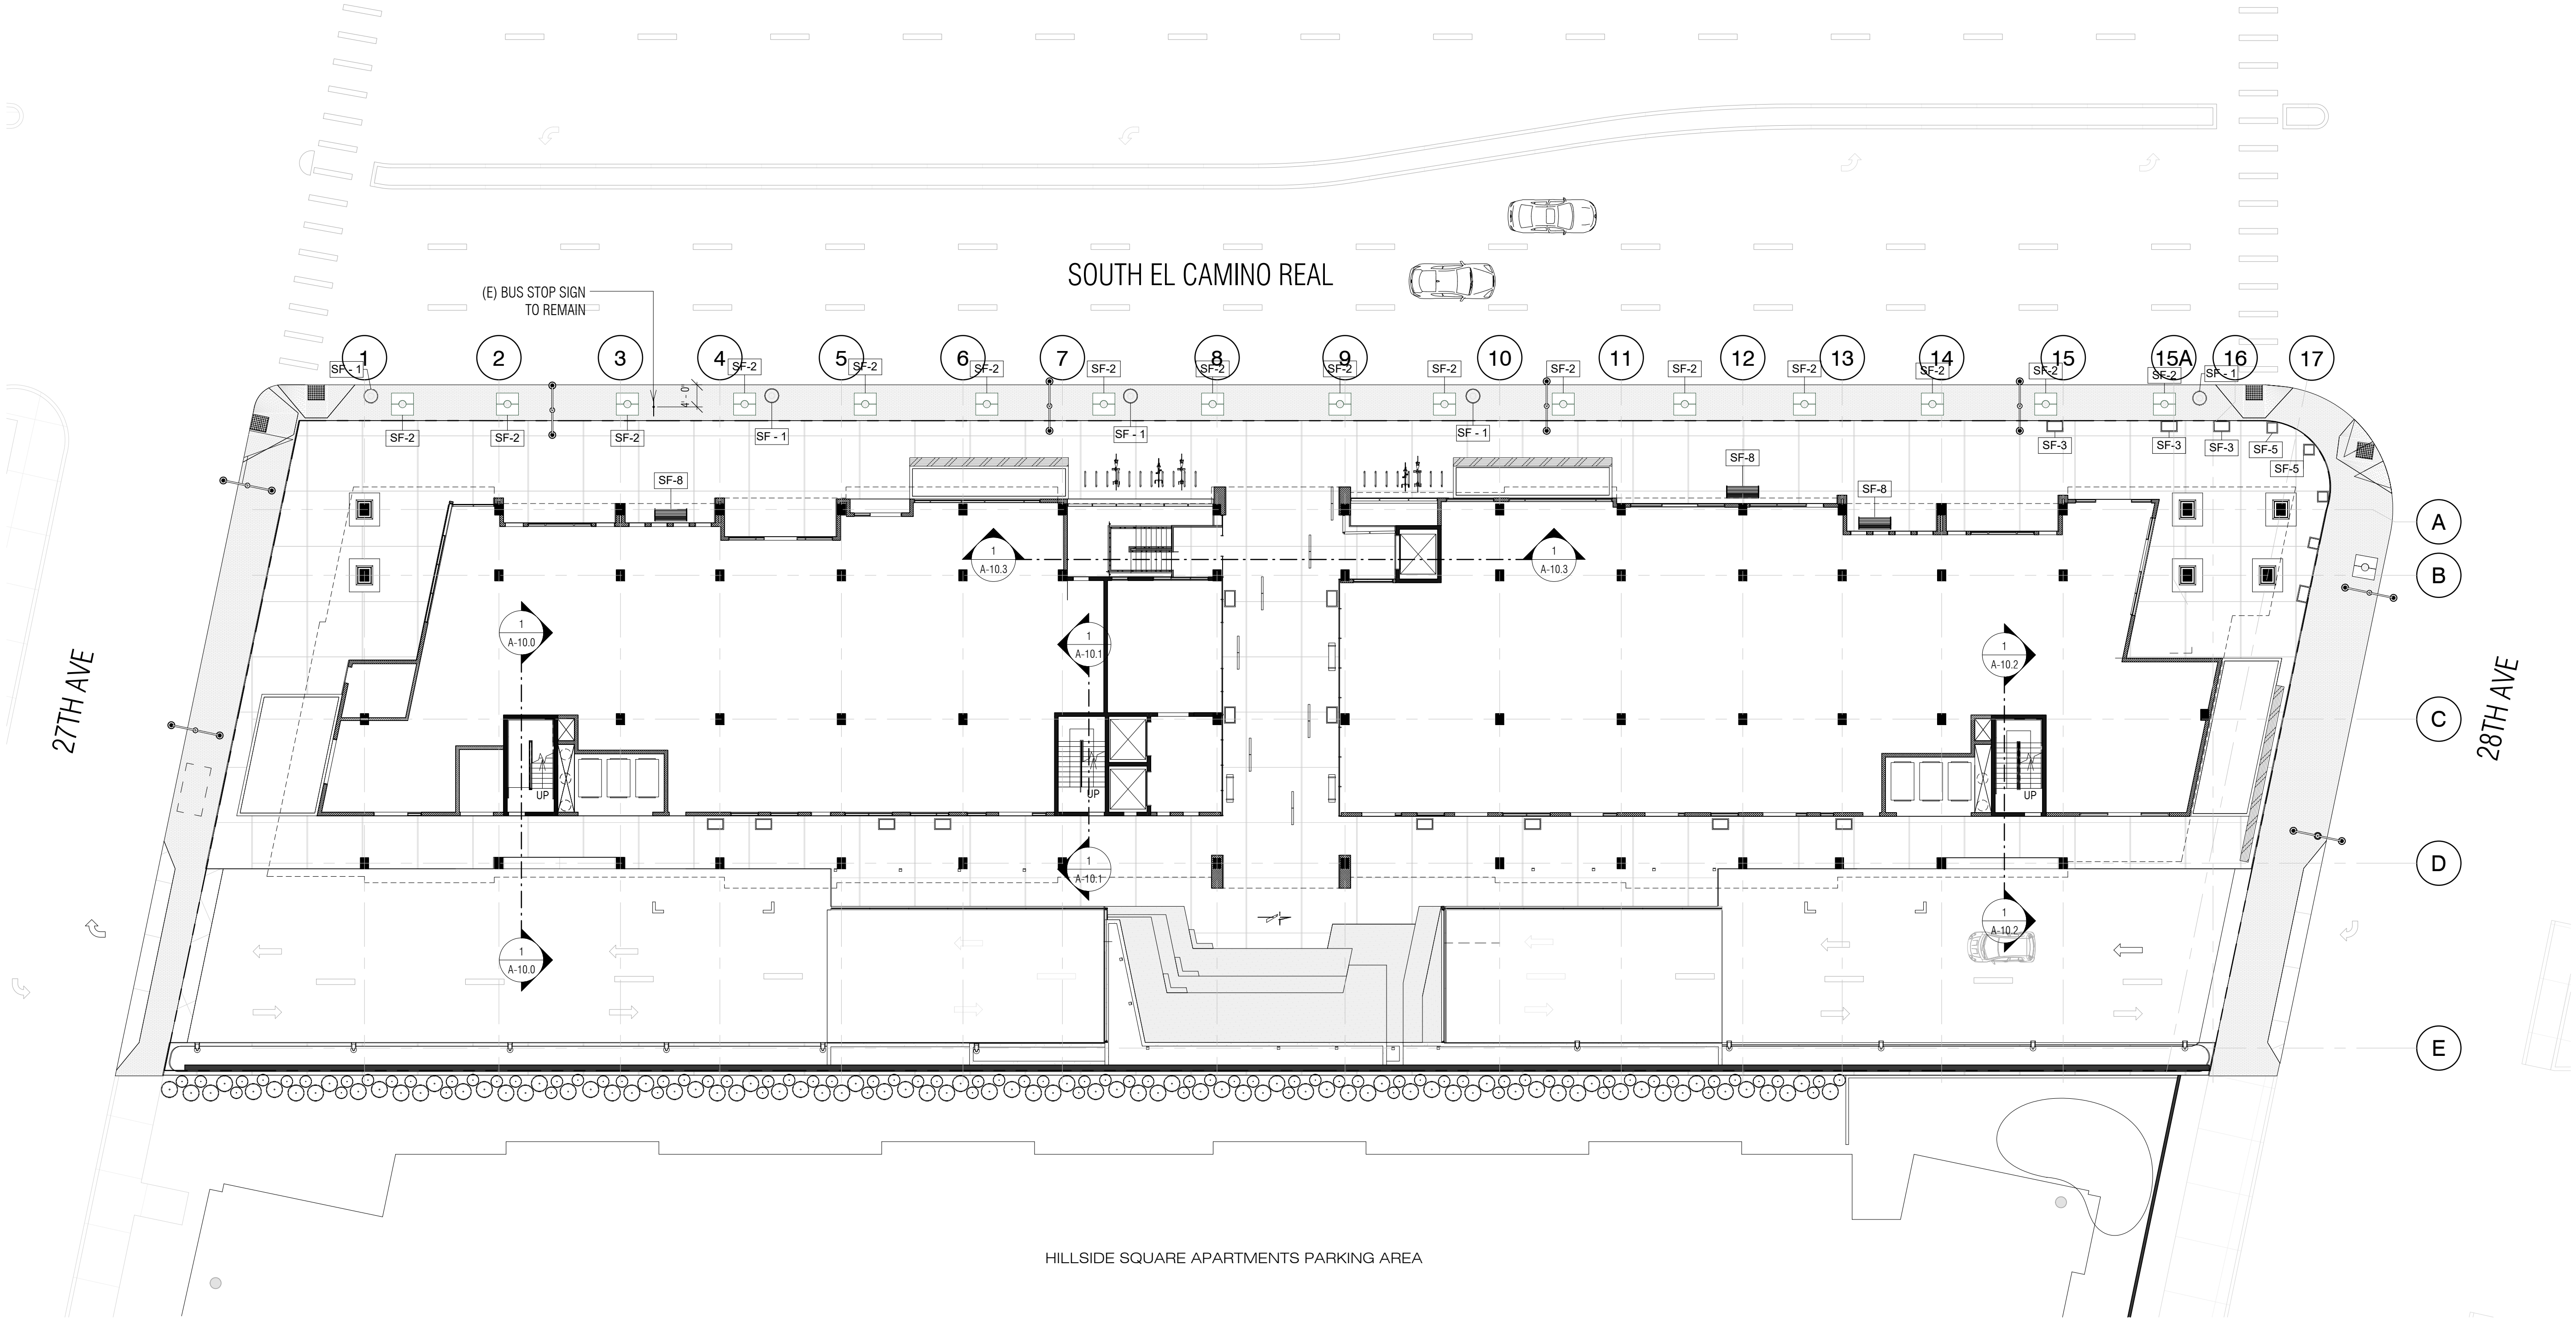 SOUTH EL CAMINO REAL
(E) BUS STOP SIGN
TO REMAIN
1
2
3
4
5
6
7
8
9
10
11
12
13
14
15
15A
16
17
SF - 1
SF-2
SF-2
SF-2
SF-2
SF-2
SF-2
SF-2
SF-2
SF-2
SF-2
SF-2
SF-2
SF-2
SF - 1
4'- 0"
SF-2
SF-2
SF-2
SF - 1
SF - 1
SF - 1
SF-3
SF-3
SF-3
SF-5
SF-5
SF-8
SF-8
SF-8
A
B
C
D
E
1
A-10.3
1
A-10.3
1
A-10.0
1
A-10.1
1
A-10.2
27TH AVE
28TH AVE
UP
UP
UP
1
A-10.1
1
A-10.2
1
A-10.0
HILLSIDE SQUARE APARTMENTS PARKING AREA